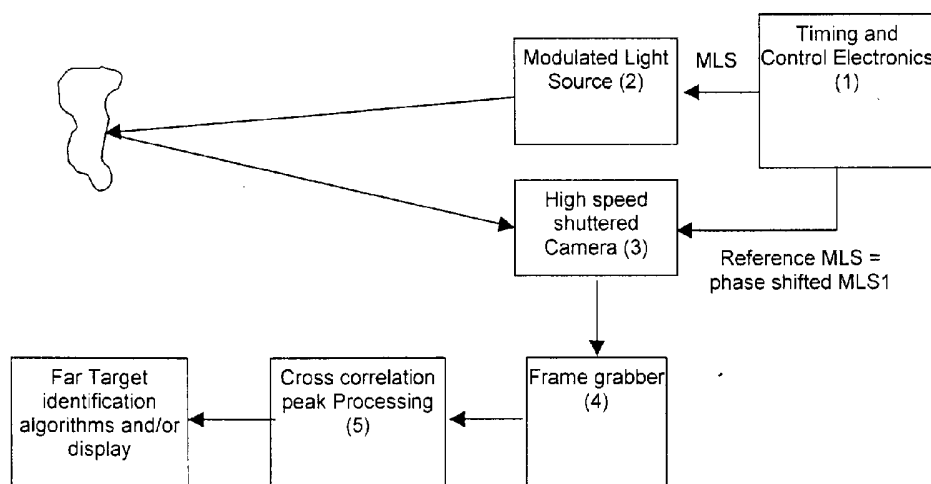 Modulated Light
Source (2)
MLS
Timing and
Control Electronics
(1)
High speed
shuttered
Camera (3)
Reference MLS =
phase shifted MLS1
Far Target
identification
algorithms and/or
display
Cross correlation
peak Processing
(5)
Frame grabber
(4)